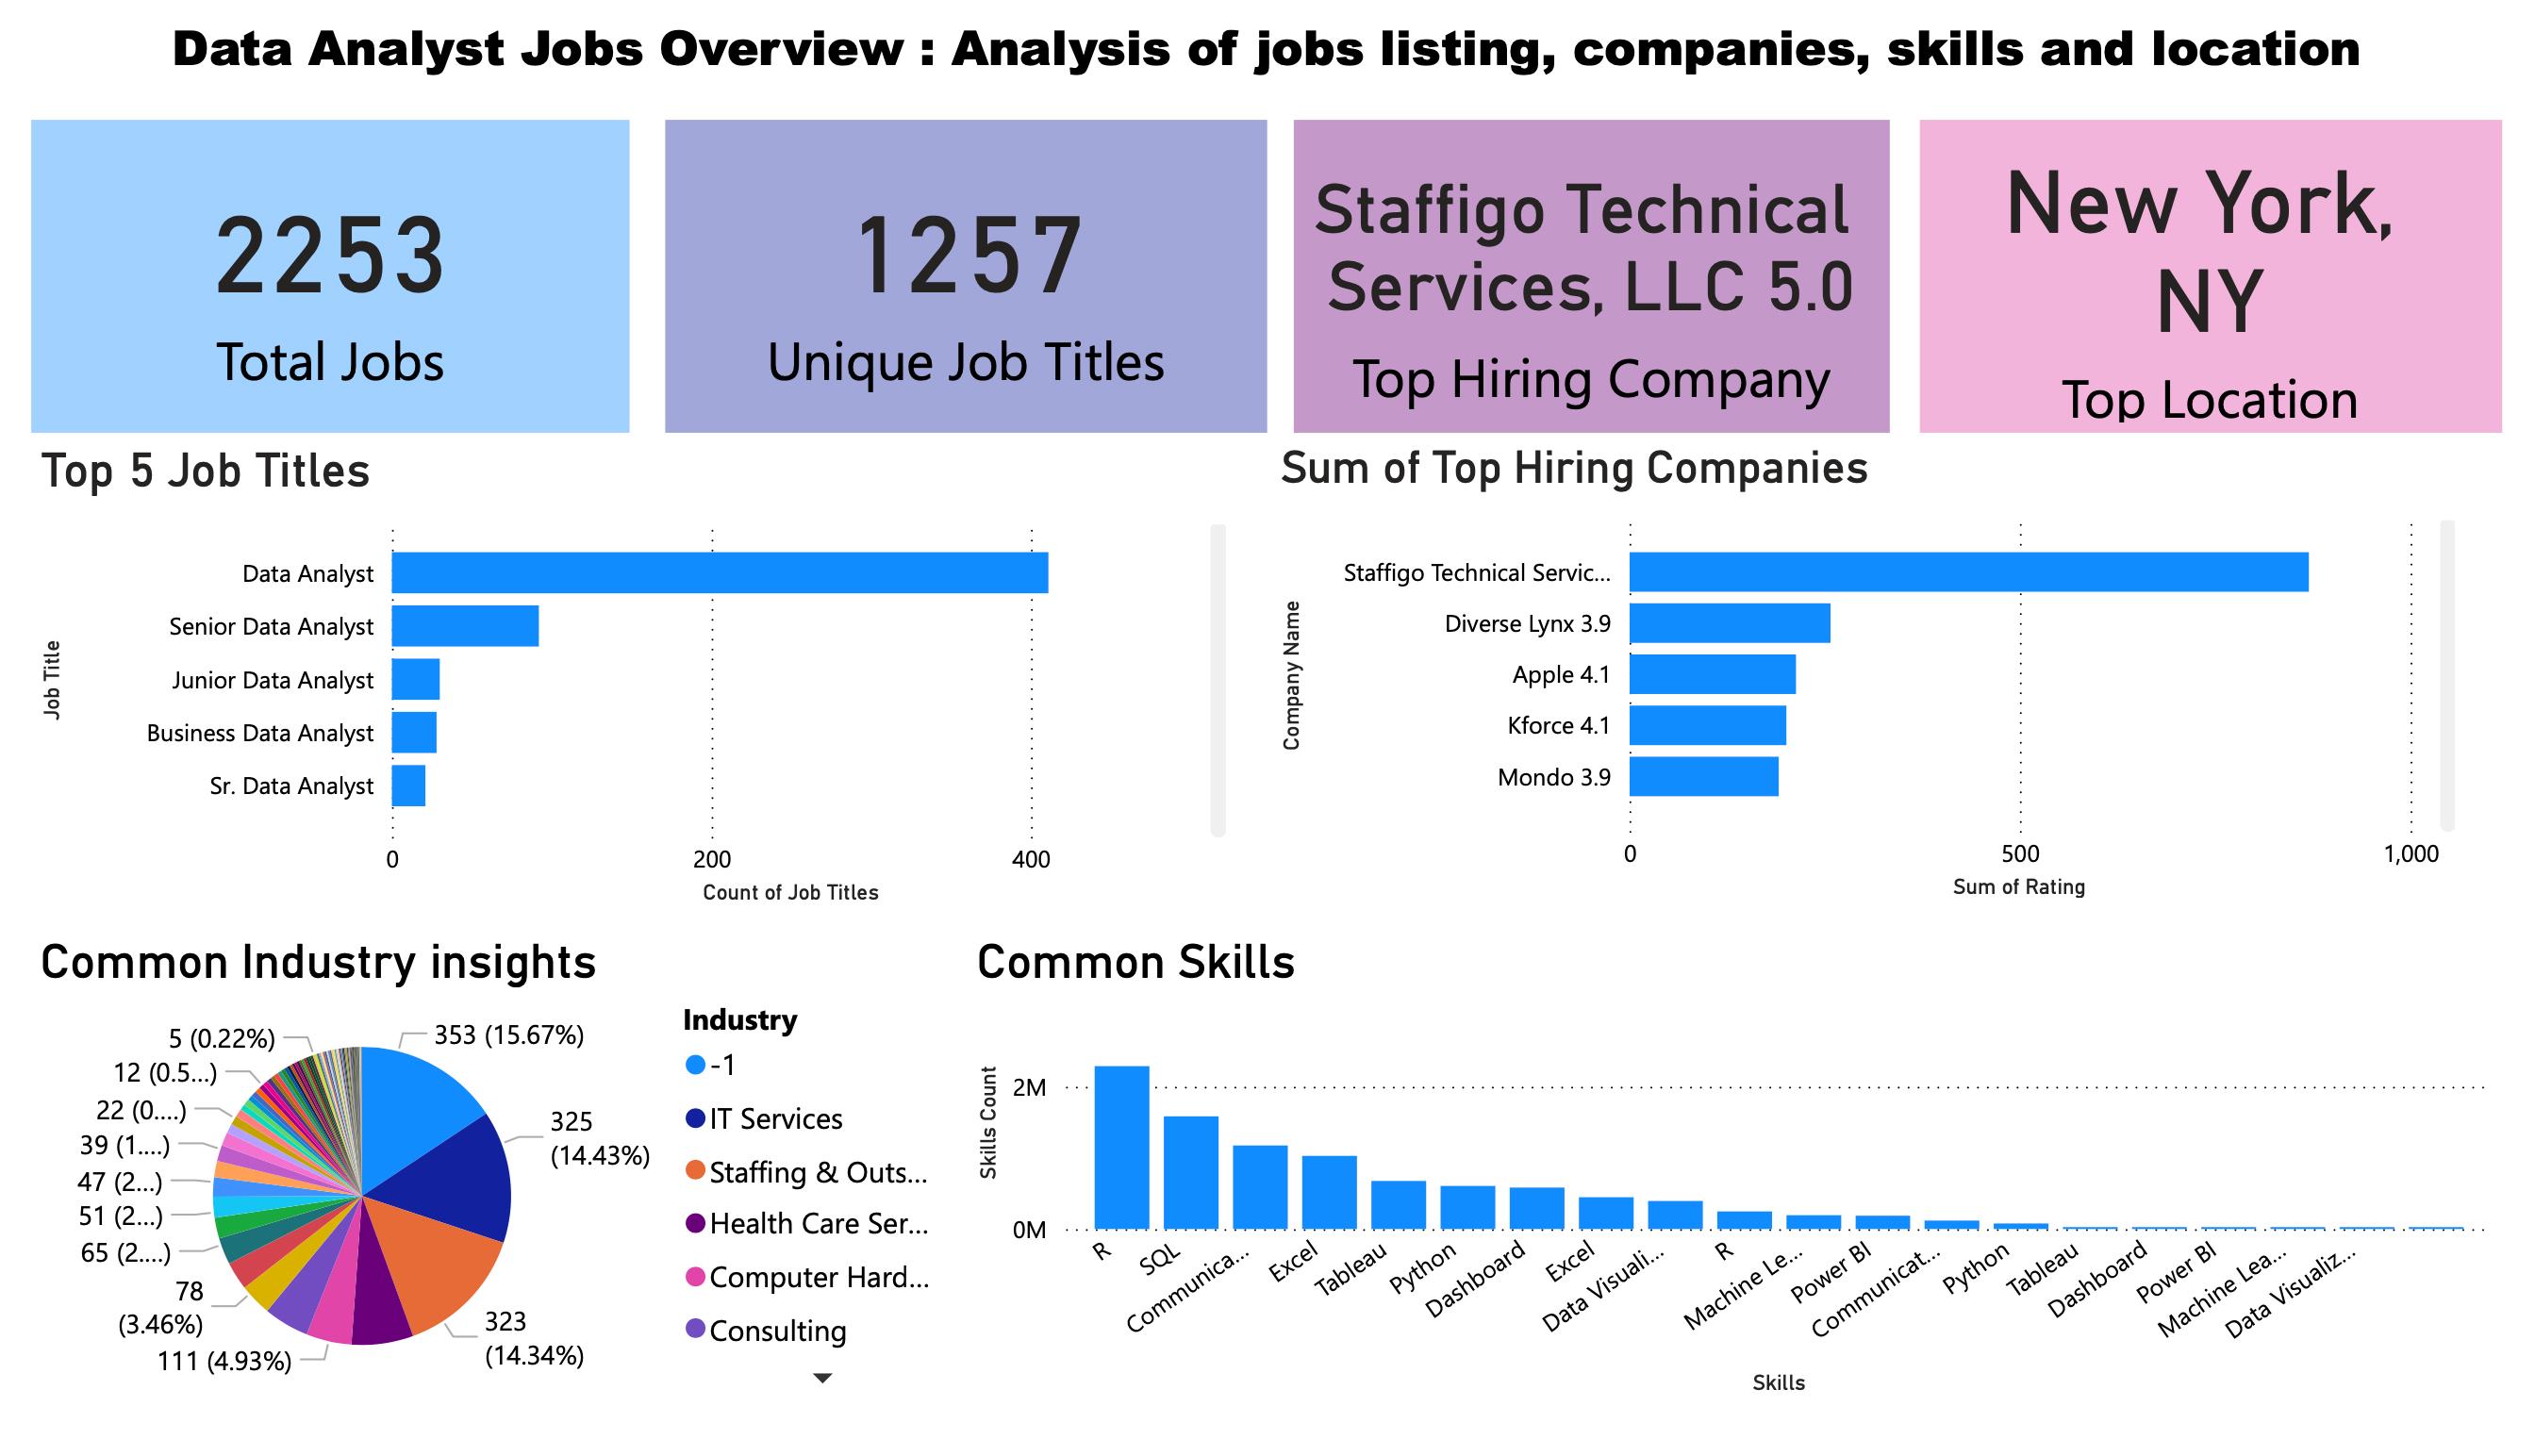 Data Analyst Jobs Overview : Analysis of jobs listing, companies, skills and location
2253
Total Jobs
1257
Unique Job Titles
Staffigo Technical
Services, LLC 5.0
Top Hiring Company
New York,
NY
Top Location
Top 5 Job Titles
Job Title
Data Analyst
Senior Data Analyst
Junior Data Analyst
Business Data Analyst
Sr. Data Analyst
0
200
400
Count of Job Titles
Sum of Top Hiring Companies
Company Name
Staffigo Technical Servic...
Diverse Lynx 3.9
Apple 4.1
Kforce 4.1
Mondo 3.9
0
500
1,000
Sum of Rating
Common Industry insights
353 (15.67%)
325
(14.43%)
323
(14.34%)
111 (4.93%)
78
(3.46%)
65 (2....)
51 (2...)
47 (2...)
39 (1....)
22 (0....)
12 (0.5...)
5 (0.22%)
Industry
-1
IT Services
Staffing & Outs...
Health Care Ser...
Computer Hard...
Consulting
Common Skills
Skills Count
2M
0M
R
SQL
Communica...
Excel
Tableau
Python
Dashboard
Excel
Data Visuali...
R
Machine Le...
Power BI
Communicat...
Python
Tableau
Dashboard
Power BI
Machine Lea...
Data Visualiz...
Skills